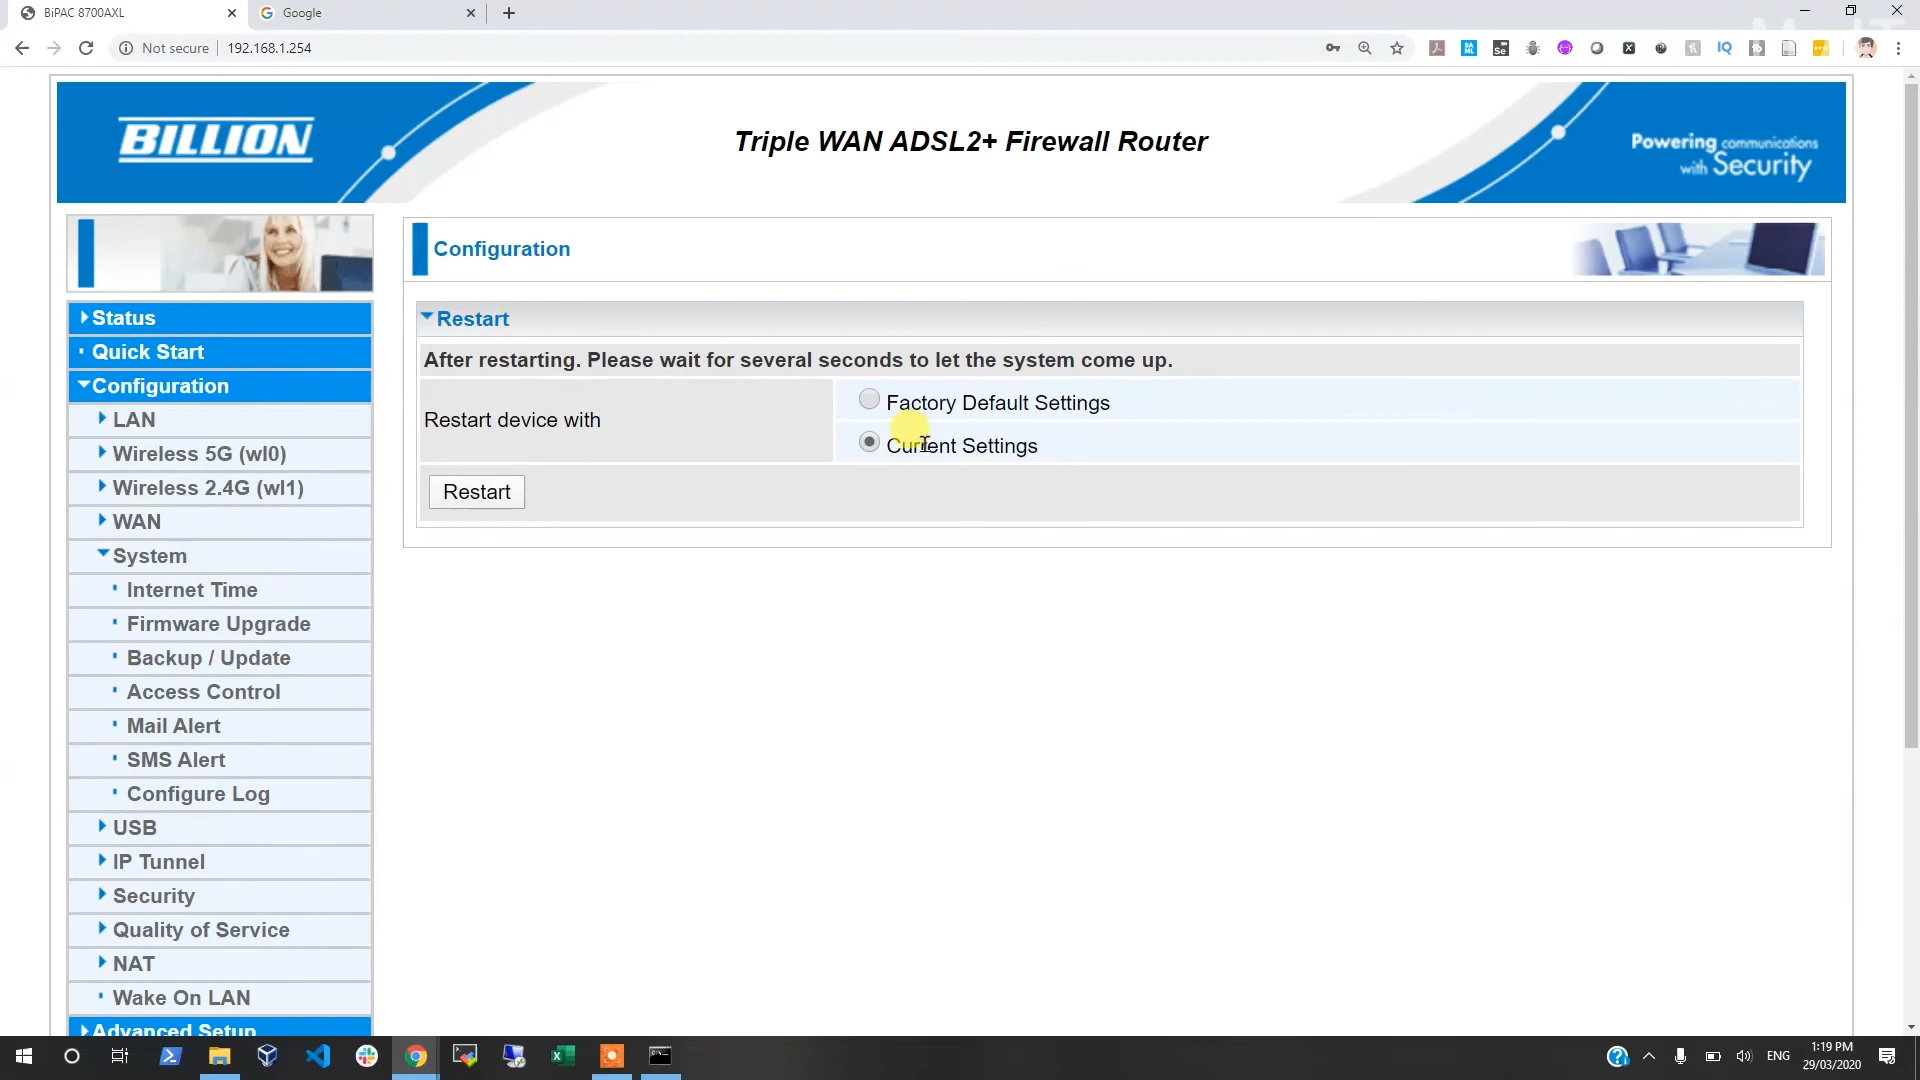 BiPAC 8700AXL
Google
Not secure
192.168.1.254
BILLION
Triple WAN ADSL2+ Firewall Router
Powering communications
with Security
Status
Quick Start
Configuration
LAN
Wireless 5G (wl0)
Wireless 2.4G (wl1)
WAN
System
Internet Time
Firmware Upgrade
Backup / Update
Access Control
Mail Alert
SMS Alert
Configure Log
USB
IP Tunnel
Security
Quality of Service
NAT
Wake On LAN
Advanced Setup
Configuration
Restart
After restarting. Please wait for several seconds to let the system come up.
Restart device with
Factory Default Settings
Current Settings
Restart
ENG
1:19 PM
29/03/2020